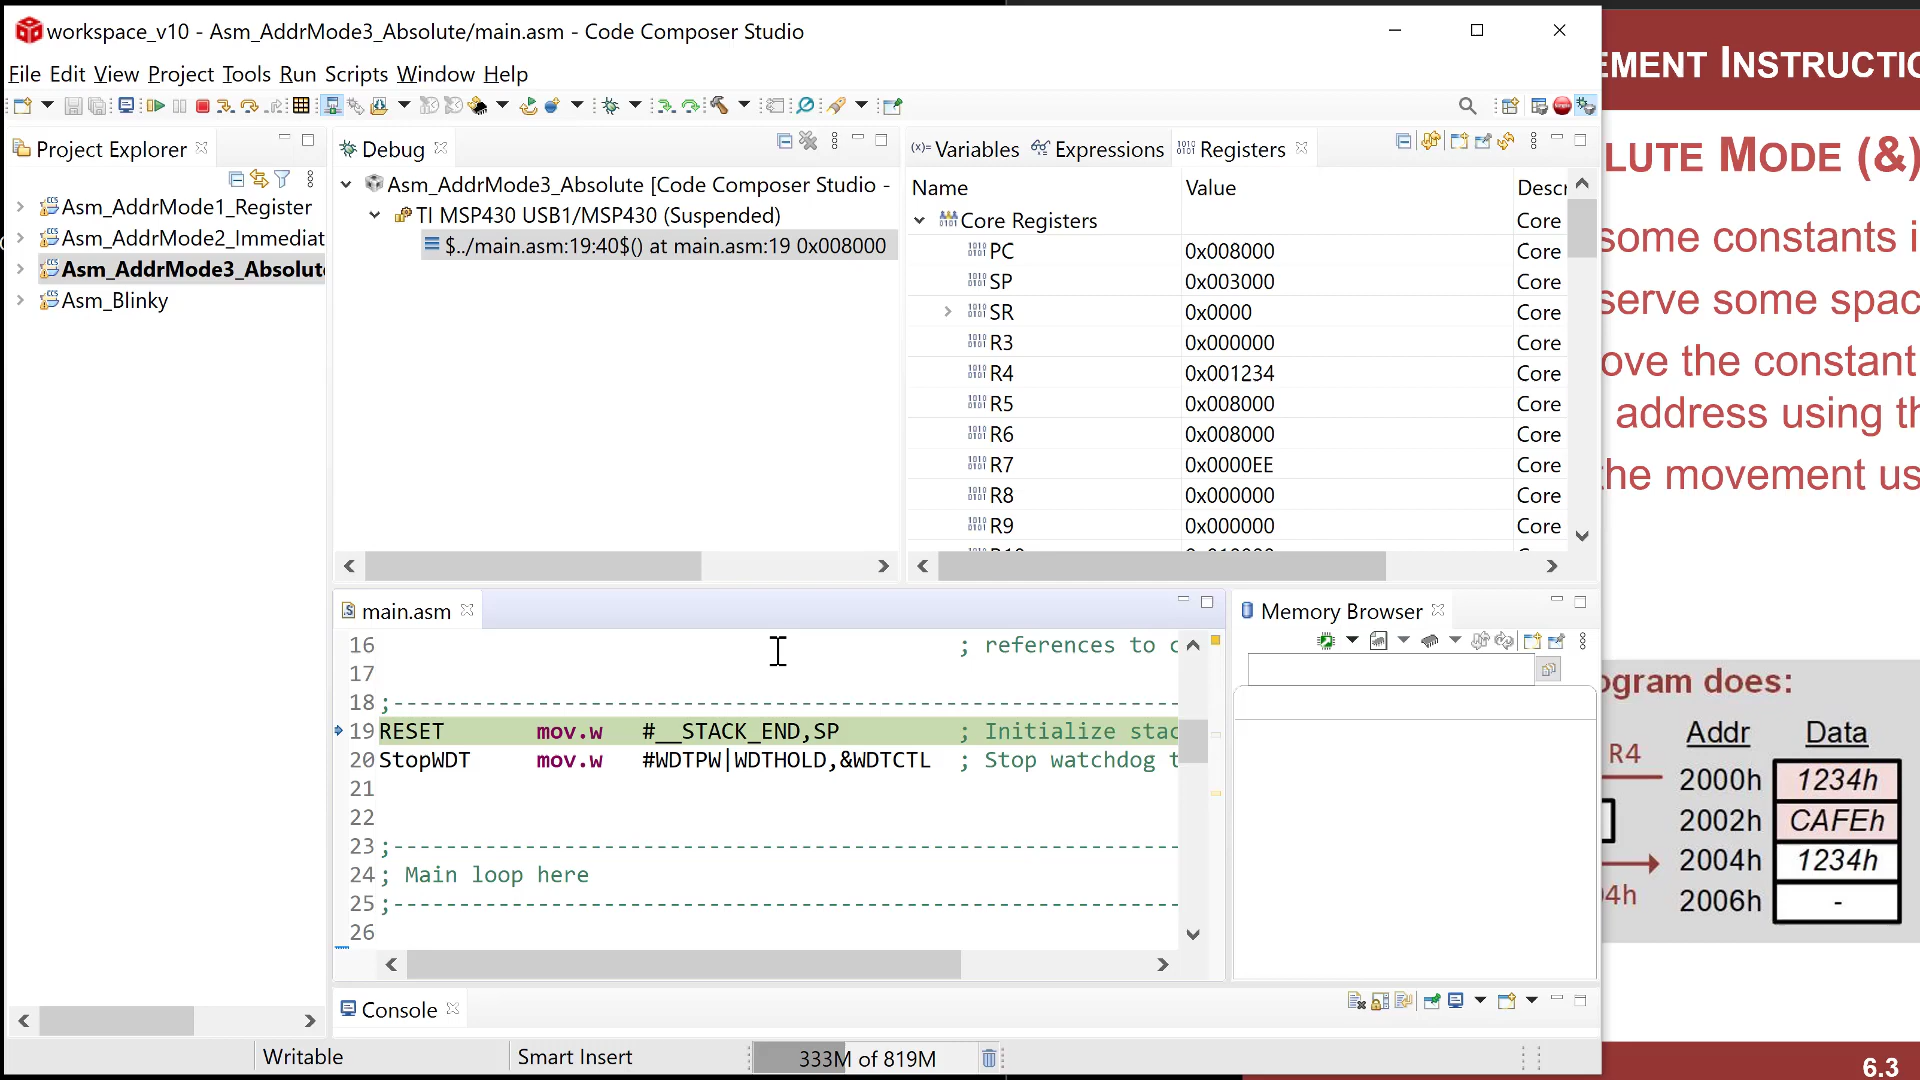 workspace_v10 - Asm_AddrMode3_Absolute/main.asm - Code Composer Studio
File Edit View Project Tools Run Scripts Window Help
Project Explorer
Asm_AddrMode1_Register
Asm_AddrMode2_Immediat
Asm_AddrMode3_Absolut
Asm_Blinky
Debug
Asm_AddrMode3_Absolute [Code Composer Studio -
TI MSP430 USB1/MSP430 (Suspended)
$../main.asm:19:40$() at main.asm:19 0x008000
Variables Expressions Registers
Name Value Descr
Core Registers Core
PC 0x008000 Core
SP 0x003000 Core
SR 0x0000 Core
R3 0x000000 Core
R4 0x001234 Core
R5 0x008000 Core
R6 0x008000 Core
R7 0x0000EE Core
R8 0x000000 Core
R9 0x000000 Core
main.asm
16 ; references to c
17
18 ;------------------------------------------------
19 RESET mov.w #__STACK_END,SP ; Initialize stac
20 StopWDT mov.w #WDTPW|WDTHOLD,&WDTCTL ; Stop watchdog t
21
22
23 ;------------------------------------------------
24 ; Main loop here
25 ;------------------------------------------------
26
Memory Browser
Console
Writable Smart Insert 333M of 819M
EMENT INSTRUCTIO
LUTE MODE (&)
some constants i
serve some spac
ove the constant
address using th
the movement us
ogram does:
Addr Data
R4
2000h 1234h
2002h CAFEh
2004h 1234h
4h
2006h -
6.3